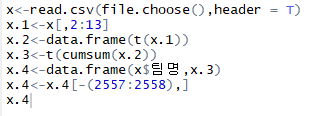 x<-read.csv(file.choose(),header = T)
x.1<-x[,2:13]
x.2<-data.frame(t(x.1))
x.3<-t(cumsum(x.2))
x.4<-data.frame(x$팀명,x.3)
x.4<-x.4[-(2557:2558),]
x.4